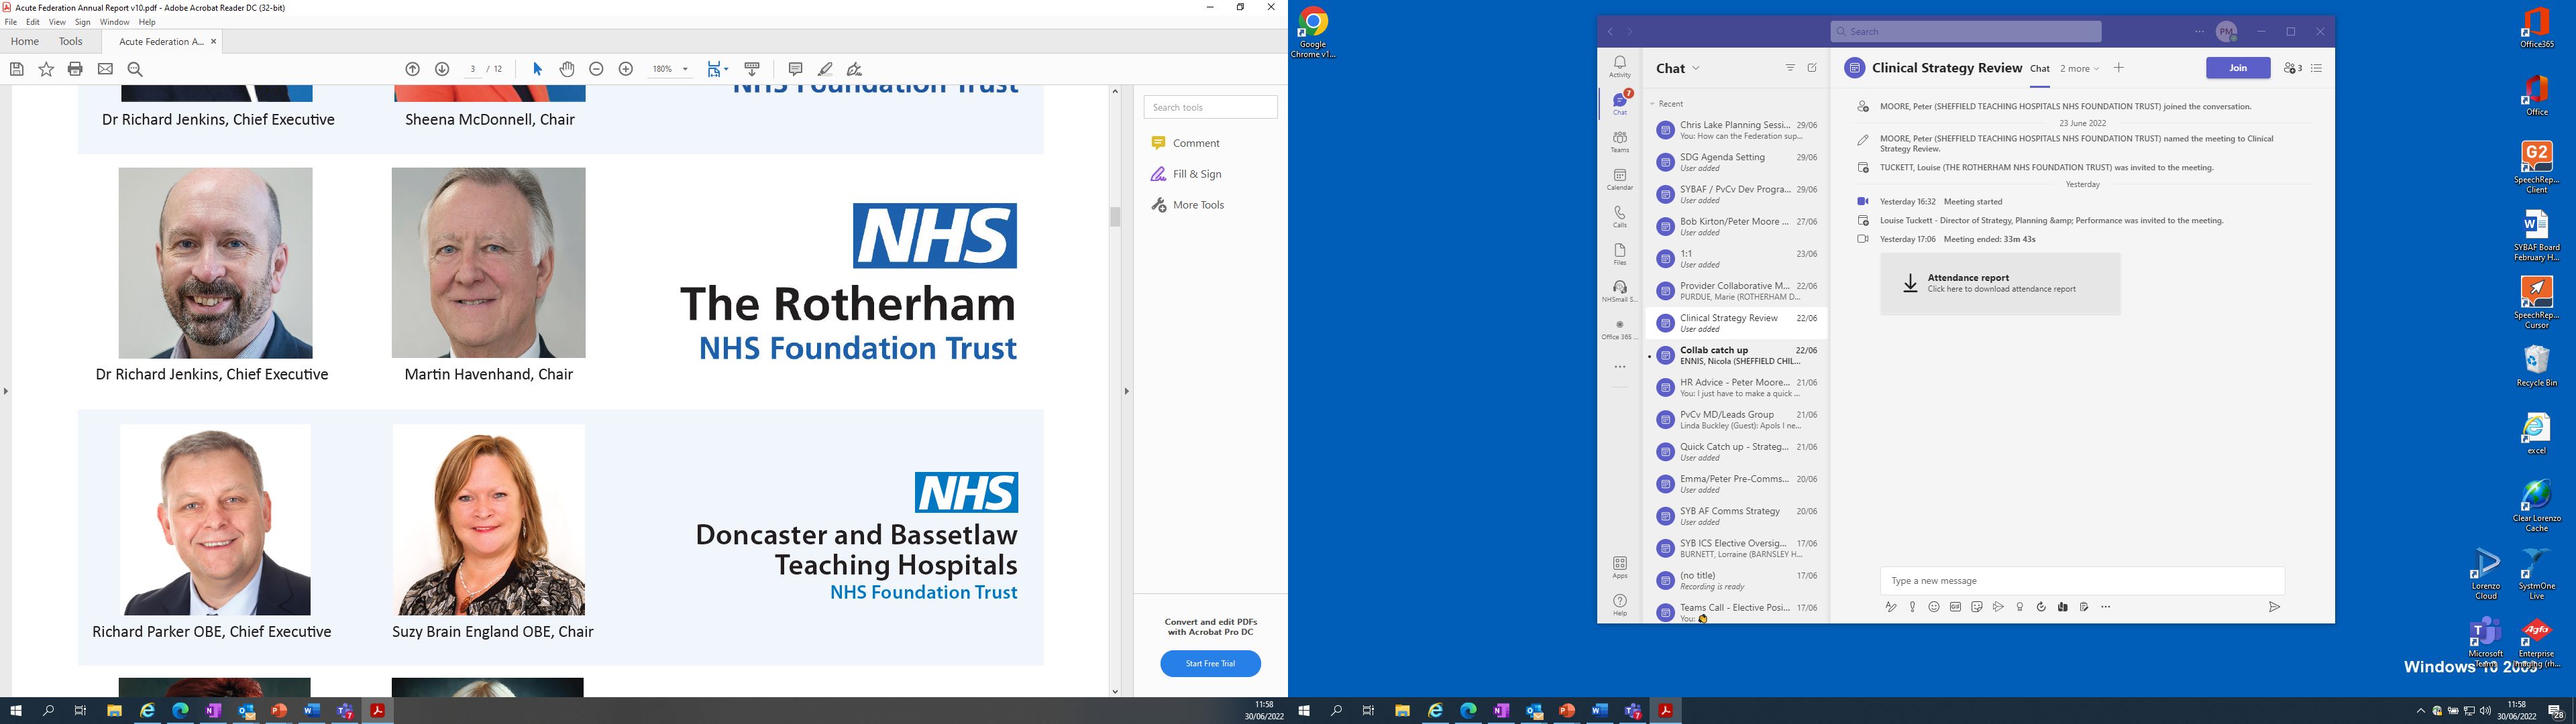 Acute Federation Annual Report v10.pdf - Adobe Acrobat Reader DC (32-bit)
File Edit View Sign Window Help
Home Tools Acute Federation A... ×
3 / 12 180%
NHS Foundation Trust
Dr Richard Jenkins, Chief Executive
Sheena McDonnell, Chair
NHS
The Rotherham
NHS Foundation Trust
Dr Richard Jenkins, Chief Executive
Martin Havenhand, Chair
NHS
Doncaster and Bassetlaw
Teaching Hospitals
NHS Foundation Trust
Richard Parker OBE, Chief Executive
Suzy Brain England OBE, Chair
Search tools
Comment
Fill & Sign
More Tools
Convert and edit PDFs
with Acrobat Pro DC
Start Free Trial
11:58
30/06/2022
Google
Chrome v1...
Search
PM
Activity
7
Chat
Teams
Calendar
Calls
Files
NHSmail S...
Office 365 ...
Apps
Help
Chat
Recent
Chris Lake Planning Sessi... 29/06
You: How can the Federation sup...
SDG Agenda Setting 29/06
User added
SYBAF / PvCv Dev Progra... 29/06
User added
Bob Kirton/Peter Moore ... 27/06
User added
1:1 23/06
User added
Provider Collaborative M... 22/06
PURDUE, Marie (ROTHERHAM D...
Clinical Strategy Review 22/06
User added
Collab catch up 22/06
ENNIS, Nicola (SHEFFIELD CHIL...
HR Advice - Peter Moore... 21/06
You: I just have to make a quick ...
PvCv MD/Leads Group 21/06
Linda Buckley (Guest): Apols I ne...
Quick Catch up - Strateg... 21/06
User added
Emma/Peter Pre-Comms... 20/06
User added
SYB AF Comms Strategy 20/06
User added
SYB ICS Elective Oversig... 17/06
BURNETT, Lorraine (BARNSLEY H...
(no title) 17/06
Recording is ready
Teams Call - Elective Posi... 17/06
You:
Clinical Strategy Review Chat 2 more Join 3
MOORE, Peter (SHEFFIELD TEACHING HOSPITALS NHS FOUNDATION TRUST) joined the conversation.
23 June 2022
MOORE, Peter (SHEFFIELD TEACHING HOSPITALS NHS FOUNDATION TRUST) named the meeting to Clinical
Strategy Review.
TUCKETT, Louise (THE ROTHERHAM NHS FOUNDATION TRUST) was invited to the meeting.
Yesterday
Yesterday 16:32 Meeting started
Louise Tuckett - Director of Strategy, Planning &amp; Performance was invited to the meeting.
Yesterday 17:06 Meeting ended: 33m 43s
Attendance report
Click here to download attendance report
Type a new message
GIF
Office365
Office
G2
SpeechRep...
Client
SYBAF Board
February H...
SpeechRep...
Cursor
Recycle Bin
excel
Clear Lorenzo
Cache
Lorenzo
Cloud
SystmOne
Live
Agfa
Microsoft
Teams
Enterprise
Imaging (rh...
Windows 10 2009
11:58
30/06/2022
28